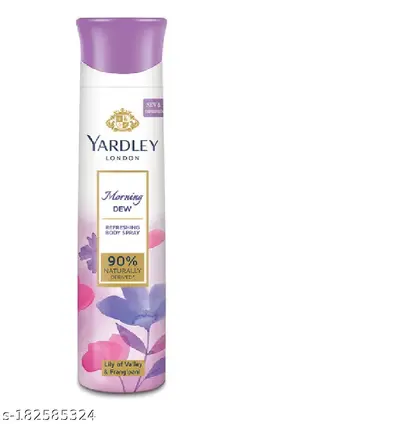 YARDLEY
LONDON
Morning
DEW
REFRESHING
BODY SPRAY
90%
NATURALLY
Lily of Valley
& Frangipani
s-182585324